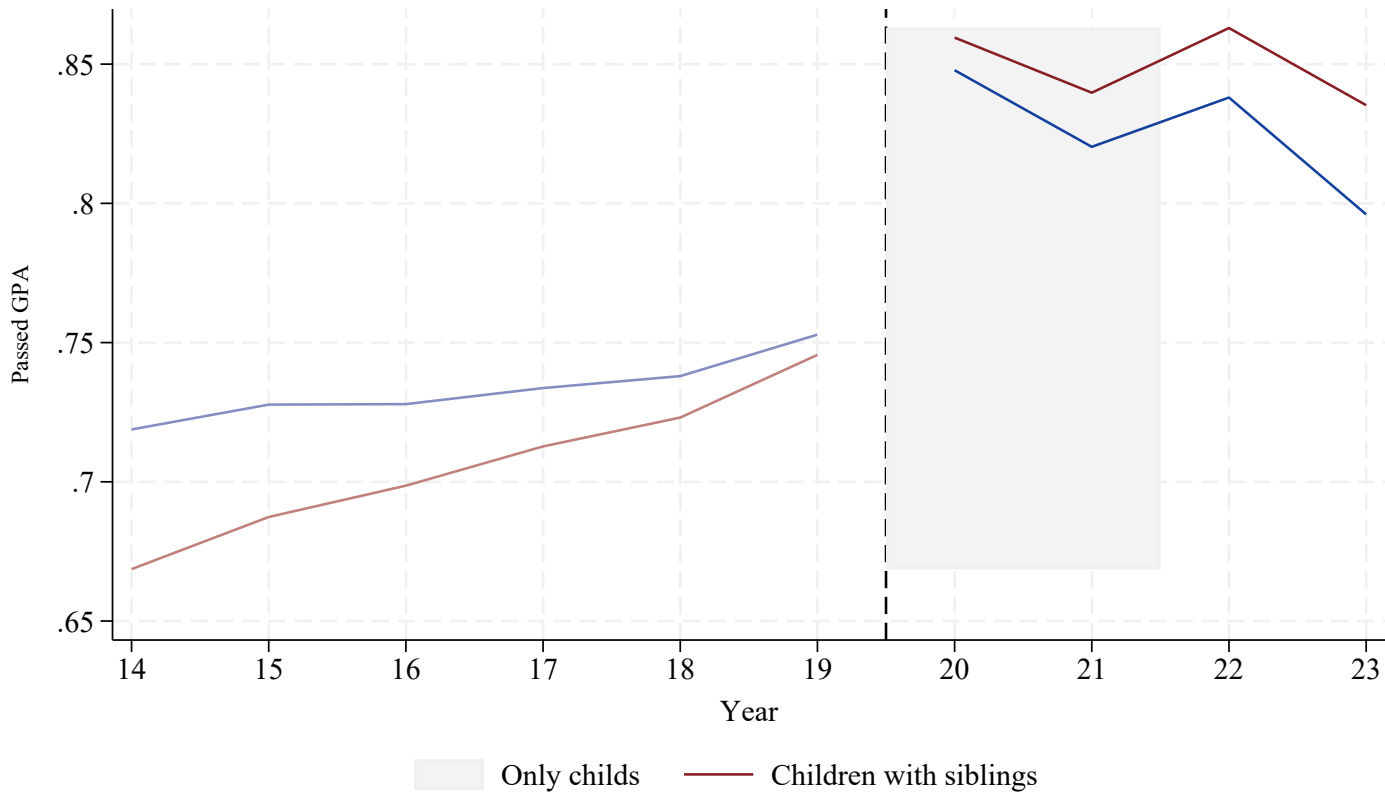 .85
.8
.75
.7
.65
Passed GPA
14 15 16 17 18 19 20 21 22 23
Year
Only childs Children with siblings